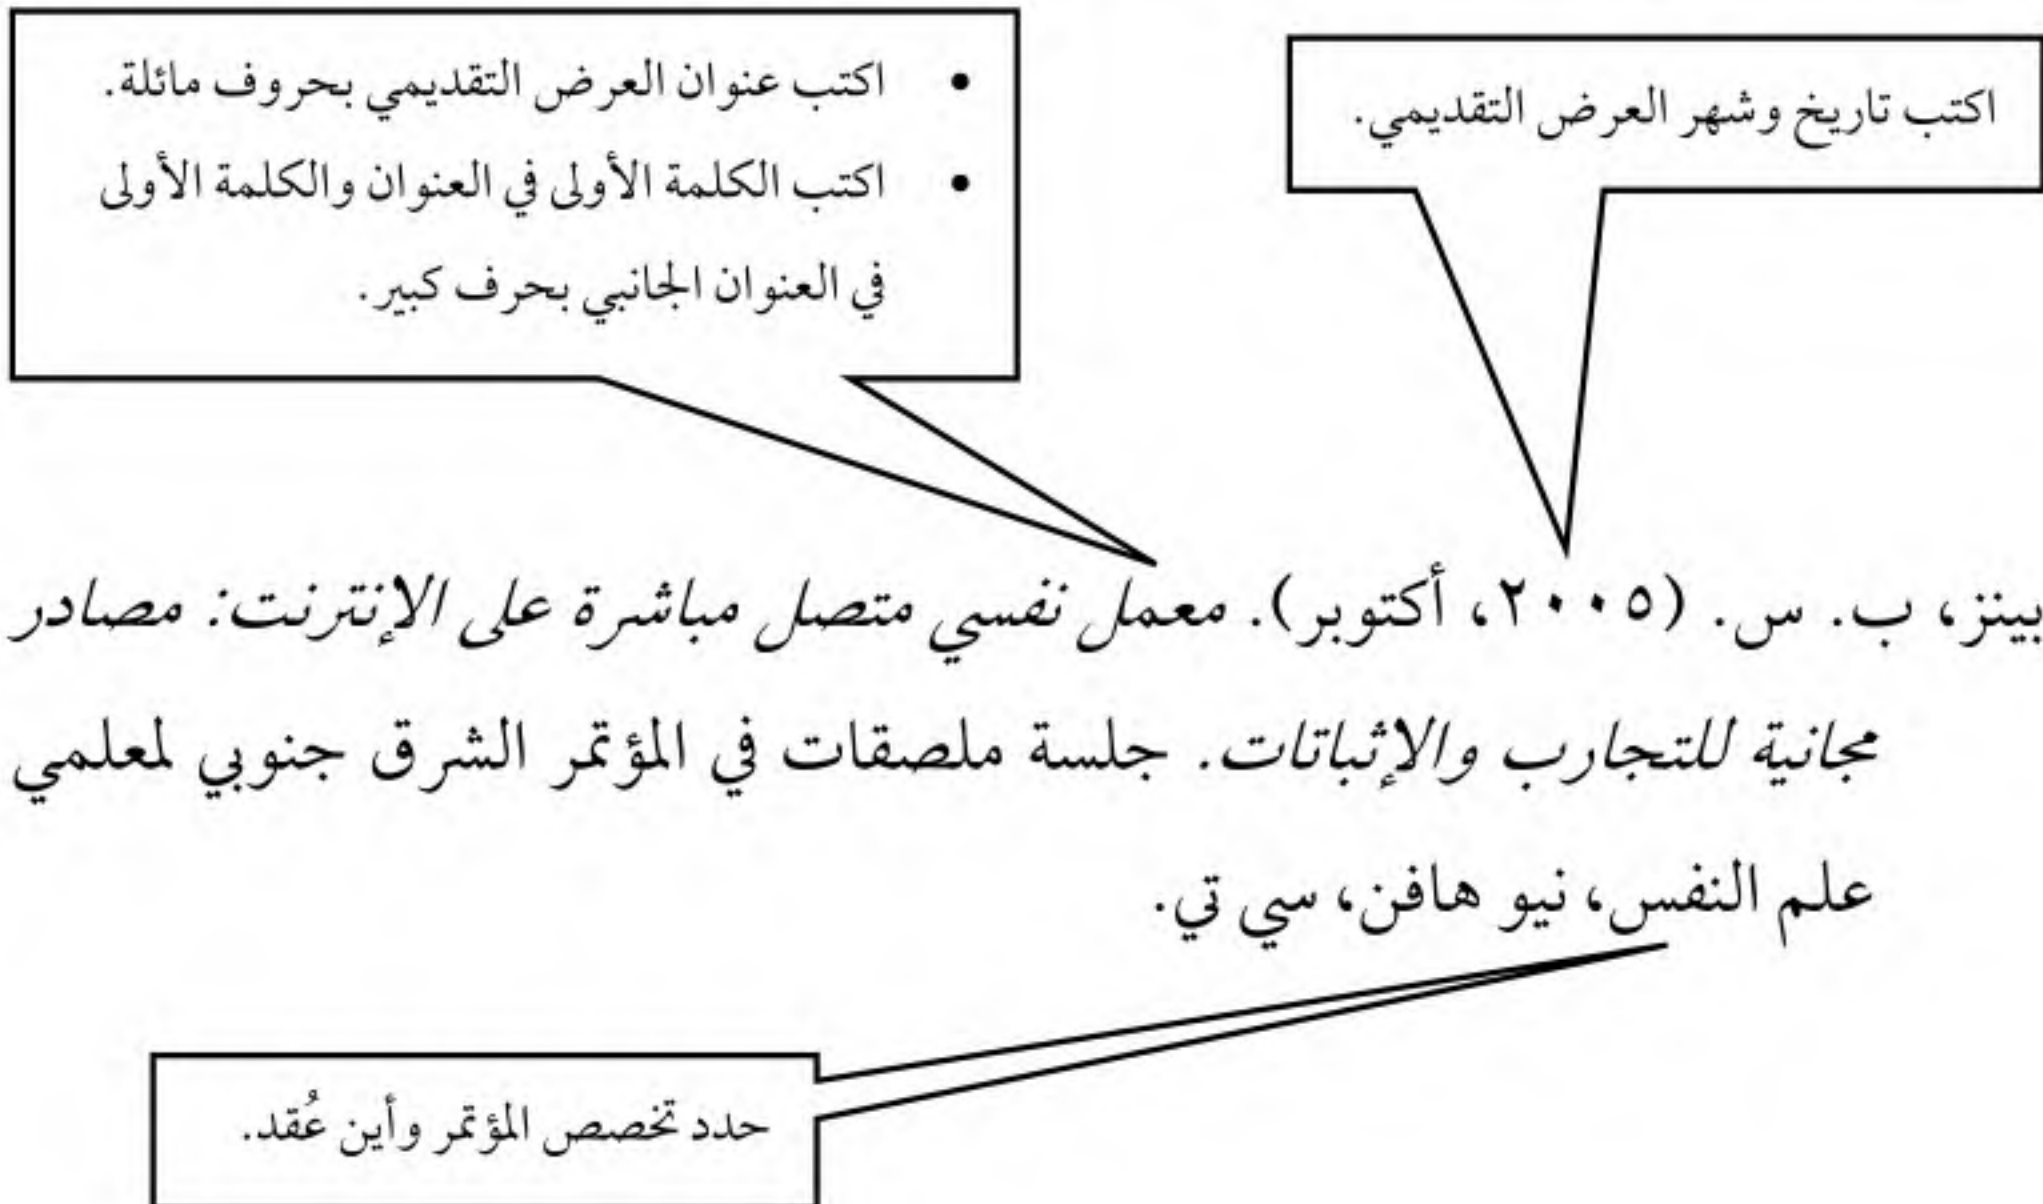 اكتب تاريخ وشهر العرض التقديمي.
• اكتب عنوان العرض التقديمي بحروف مائلة.
• اكتب الكلمة الأولى في العنوان والكلمة الأولى
في العنوان الجانبي بحرف كبير.
بينز، ب. س. (٢٠٠٥، أكتوبر). معمل نفسي متصل مباشرة على الإنترنت: مصادر
مجانية للتجارب والإثباتات. جلسة ملصقات في المؤتمر الشرق جنوبي لمعلمي
علم النفس، نيو هافن، سي تي.
حدد تخصص المؤتمر وأين عُقد.